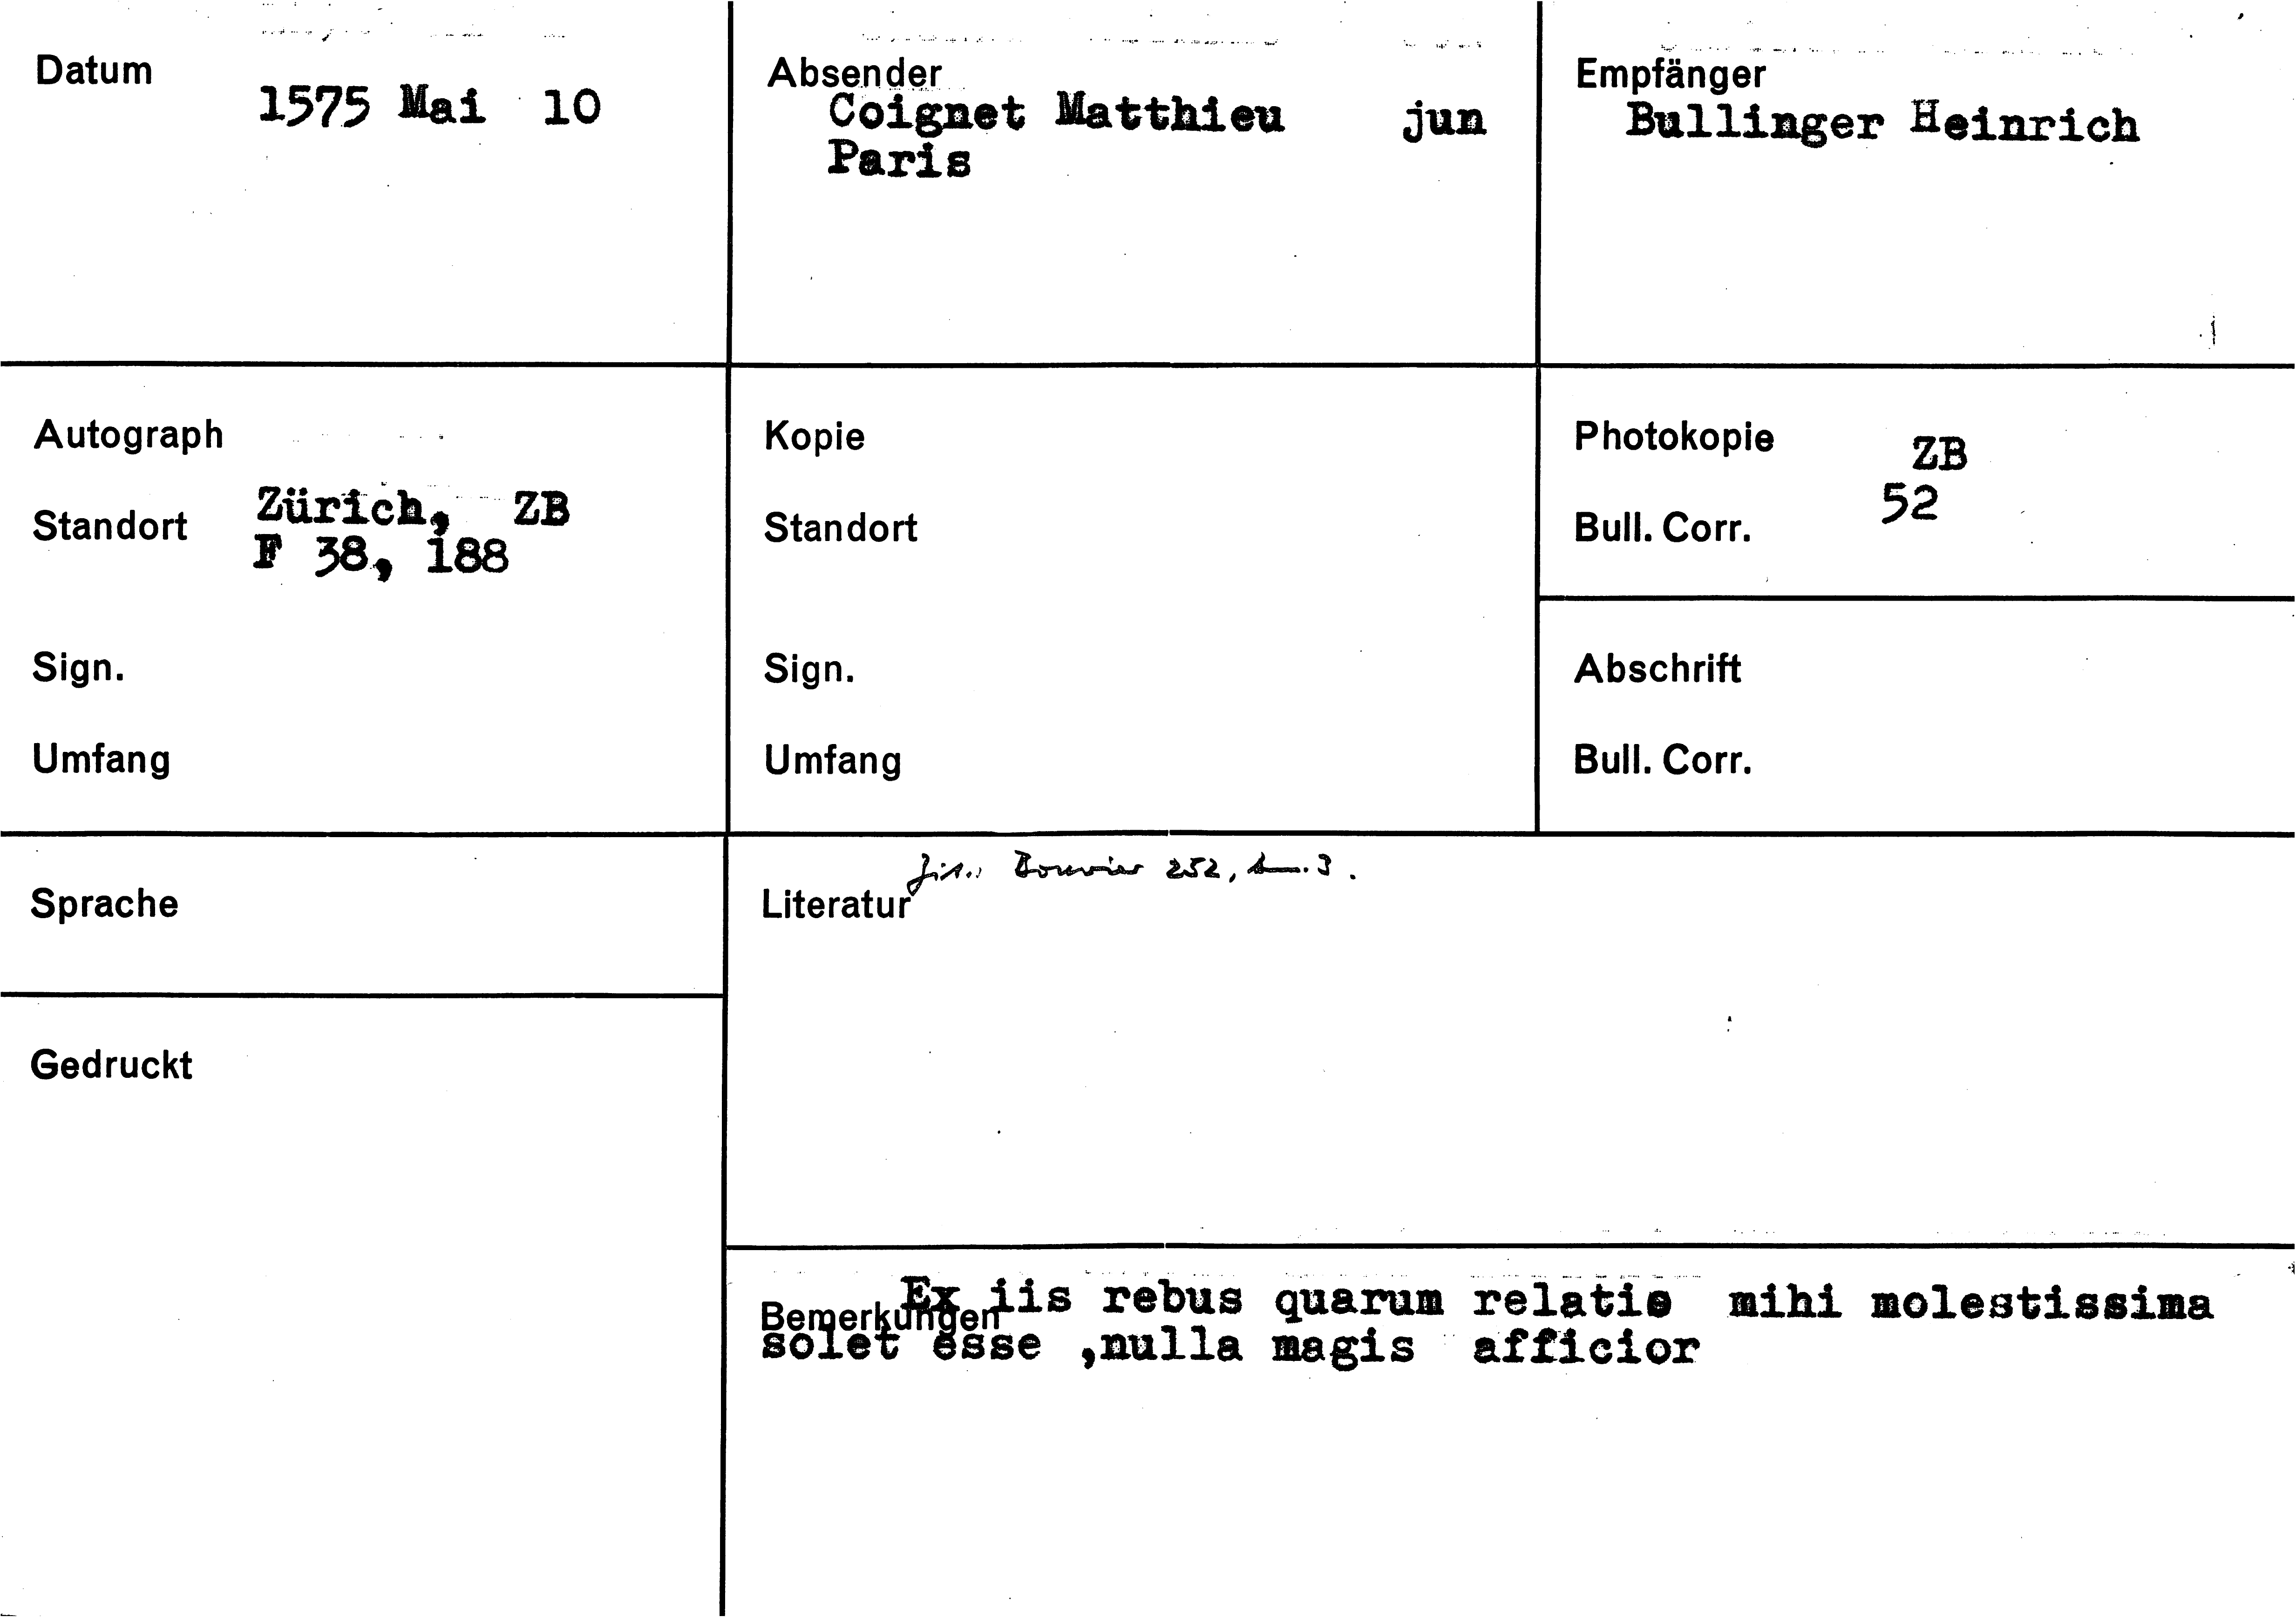 Datum
1575 Mai 10
Absender
Coignet Matthieu jun
Paris
Empfänger
Bullinger Heinrich
Autograph
Standort Zürich, ZB
F 38, 188
Sign.
Umfang
Kopie
Standort
Sign.
Umfang
Photokopie ZB
Bull. Corr. 52
Abschrift
Bull. Corr.
Sprache
Gedruckt
Bouvier 252, 3.
Literatur
Bemerkungen Ex iis rebus quarum relatio mihi molestissima
solet esse ,nulla magis afficior